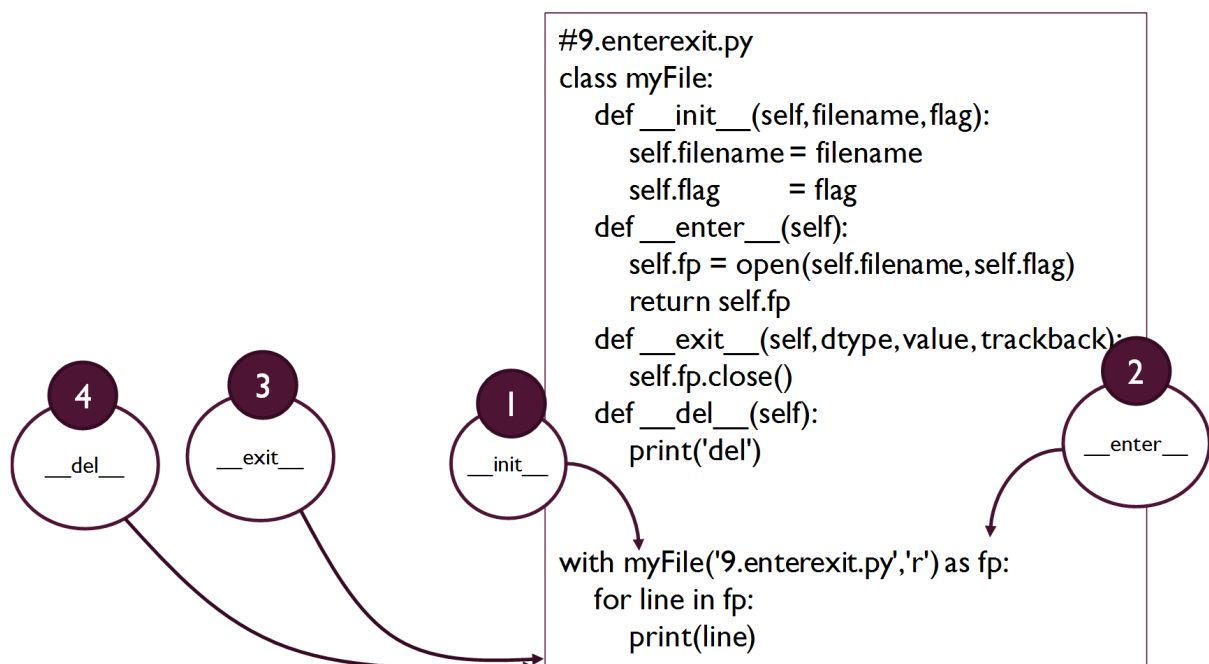 #9.enterexit.py
class myFile:
def __init__(self,filename,flag):
self.filename = filename
self.flag = flag
def __enter__(self):
self.fp = open(self.filename,self.flag)
return self.fp
def __exit__(self,dtype,value,trackback):
self.fp.close()
def __del__(self):
print('del')
with myFile('9.enterexit.py','r') as fp:
for line in fp:
print(line)
4
__del__
3
__exit__
1
__init__
2
__enter__